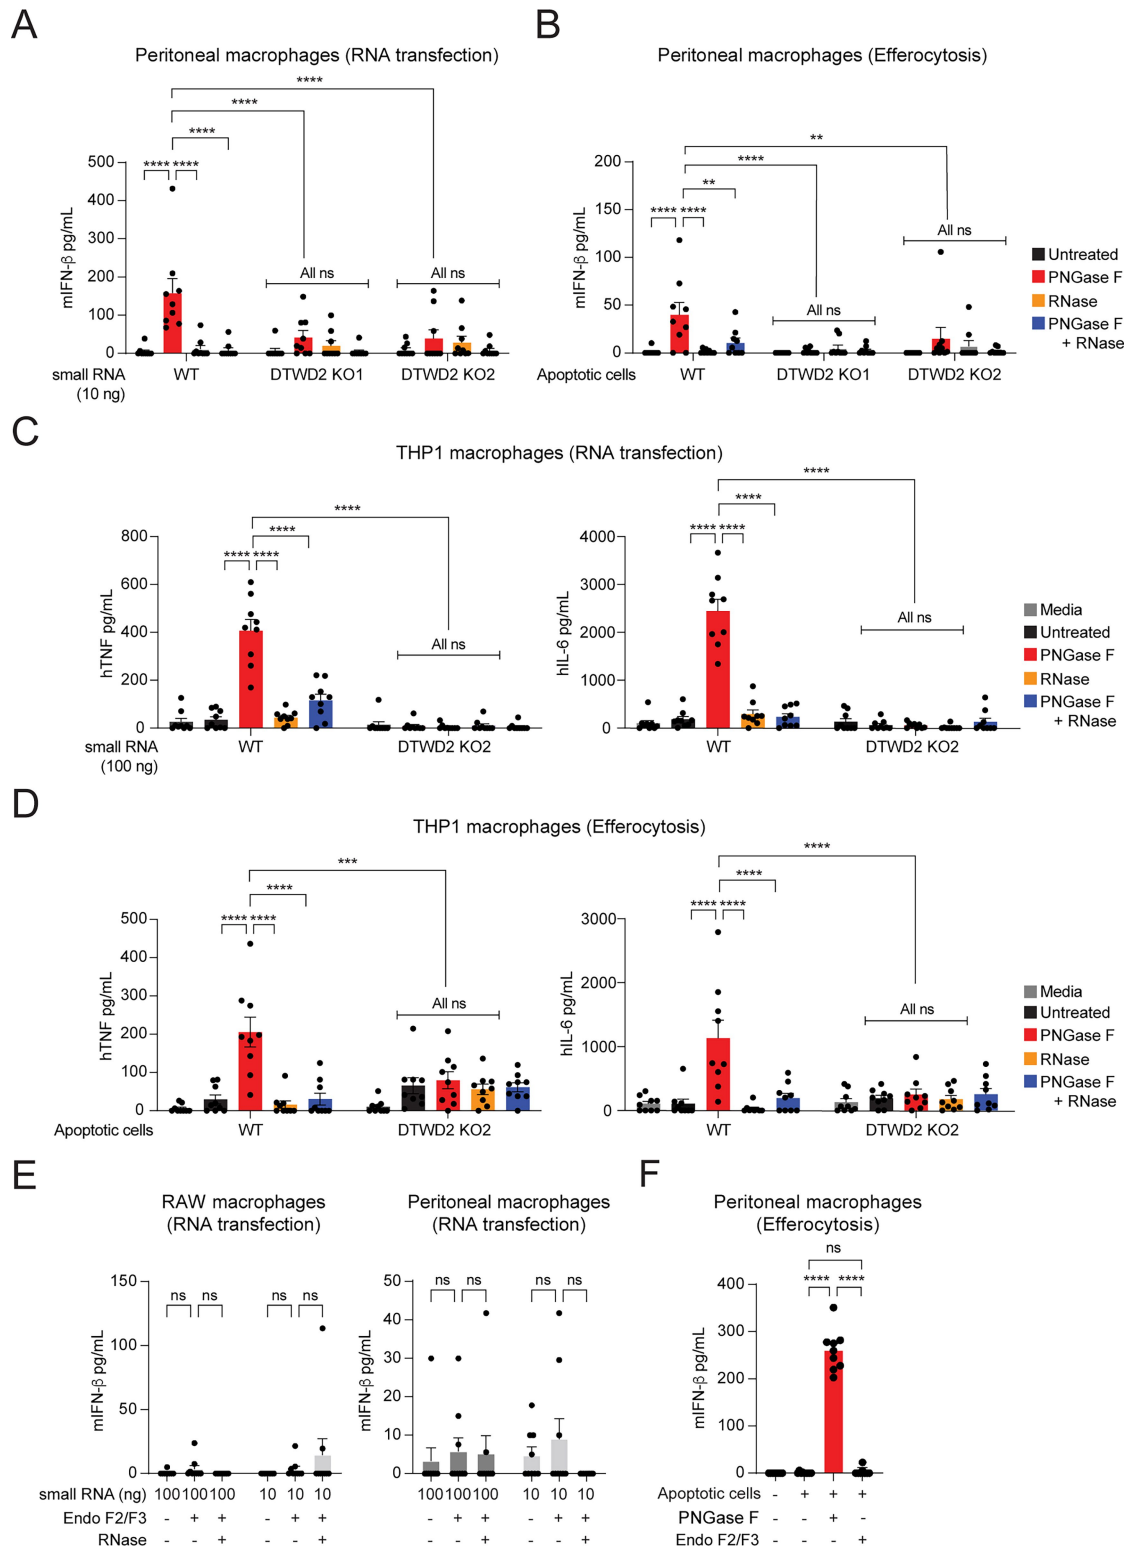 A
Peritoneal macrophages (RNA transfection)
****
****
****
**** ****
500
400
300
200
100
0
mIFN-β pg/mL
All ns
All ns
small RNA
(10 ng)
WT
DTWD2 KO1
DTWD2 KO2
B
Peritoneal macrophages (Efferocytosis)
**
****
**
**** ****
200
150
100
50
0
mIFN-β pg/mL
All ns
All ns
Apoptotic cells
WT
DTWD2 KO1
DTWD2 KO2
Untreated
PNGase F
RNase
PNGase F
+ RNase
C
THP1 macrophages (RNA transfection)
****
****
**** ****
800
600
400
200
0
hTNF pg/mL
All ns
small RNA
(100 ng)
WT
DTWD2 KO2
****
****
**** ****
4000
3000
2000
1000
0
hIL-6 pg/mL
All ns
WT
DTWD2 KO2
Media
Untreated
PNGase F
RNase
PNGase F
+ RNase
D
THP1 macrophages (Efferocytosis)
***
****
**** ****
500
400
300
200
100
0
hTNF pg/mL
All ns
Apoptotic cells
WT
DTWD2 KO2
****
****
**** ****
3000
2000
1000
0
hIL-6 pg/mL
All ns
WT
DTWD2 KO2
Media
Untreated
PNGase F
RNase
PNGase F
+ RNase
E
RAW macrophages
(RNA transfection)
150
100
50
0
mIFN-β pg/mL
ns ns ns ns
small RNA (ng) 100 100 100 10 10 10
Endo F2/F3 - + + - + +
RNase - - + - - +
Peritoneal macrophages
(RNA transfection)
50
40
30
20
10
0
mIFN-β pg/mL
ns ns ns ns
100 100 100 10 10 10
- + + - + +
- - + - - +
F
Peritoneal macrophages
(Efferocytosis)
ns
**** ****
400
300
200
100
0
mIFN-β pg/mL
Apoptotic cells - + + +
PNGase F - - + -
Endo F2/F3 - - - +